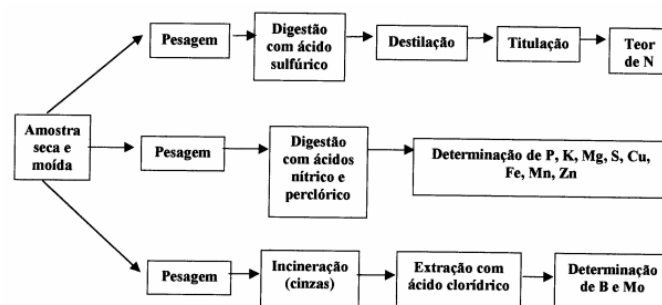 Pesagem
Digestão
com ácido
sulfúrico
Destilação
Titulação
Teor
de N
Amostra
seca e
moída
Pesagem
Digestão
com ácidos
nítrico e
perclórico
Determinação de P, K, Mg, S, Cu,
Fe, Mn, Zn
Pesagem
Incineração
(cinzas)
Extração com
ácido clorídrico
Determinação
de B e Mo